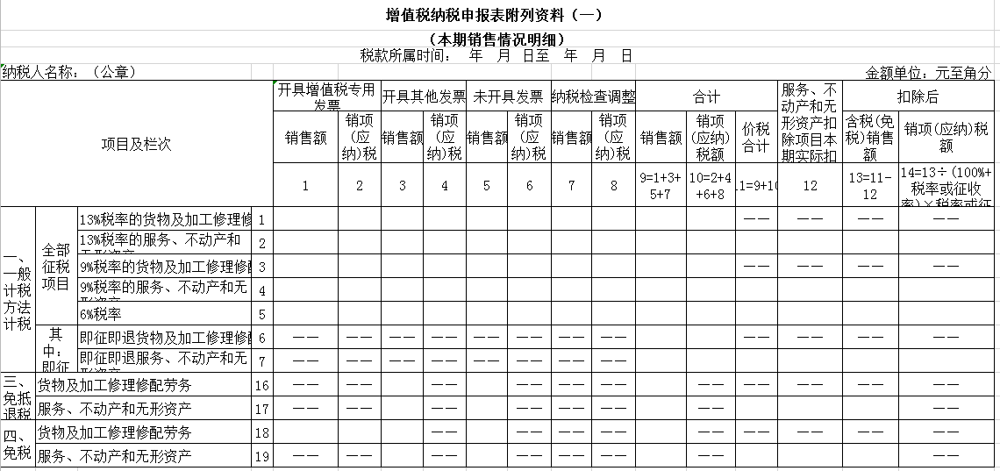 增值税纳税申报表附列资料（一）
（本期销售情况明细）
税款所属时间： 年 月 日至 年 月 日
纳税人名称：（公章） 金额单位：元至角分
项目及栏次 开具增值税专用发票 开具其他发票 未开具发票 纳税检查调整 合计 服务、不动产和无形资产扣除项目本期实际扣 扣除后
销售额 销项(应纳)税 销售额 销项(应纳)税 销售额 销项(应纳)税 销售额 销项(应纳)税 销售额 销项(应纳)税额 价税合计 含税(免税)销售额 销项(应纳)税额
1 2 3 4 5 6 7 8 9=1+3+5+7 10=2+4+6+8 1=9+10 12 13=11-12 14=13÷(100%+税率或征收率)×税率或征
一、一般计税方法计税 全部征税项目 13%税率的货物及加工修理修 1 —— —— —— ——
13%税率的服务、不动产和 2
9%税率的货物及加工修理修配 3 —— —— —— ——
9%税率的服务、不动产和无 4
6%税率 5
其中：即征 即征即退货物及加工修理修配 6 —— —— —— —— —— —— —— —— —— —— —— ——
即征即退服务、不动产和无 7 —— —— —— —— —— —— —— ——
三、免抵退税 货物及加工修理修配劳务 16 —— —— —— —— —— —— —— —— —— —— ——
服务、不动产和无形资产 17 —— —— —— —— —— —— —— ——
四、免税 货物及加工修理修配劳务 18 —— —— —— —— —— —— —— —— ——
服务、不动产和无形资产 19 —— —— —— —— —— —— —— ——